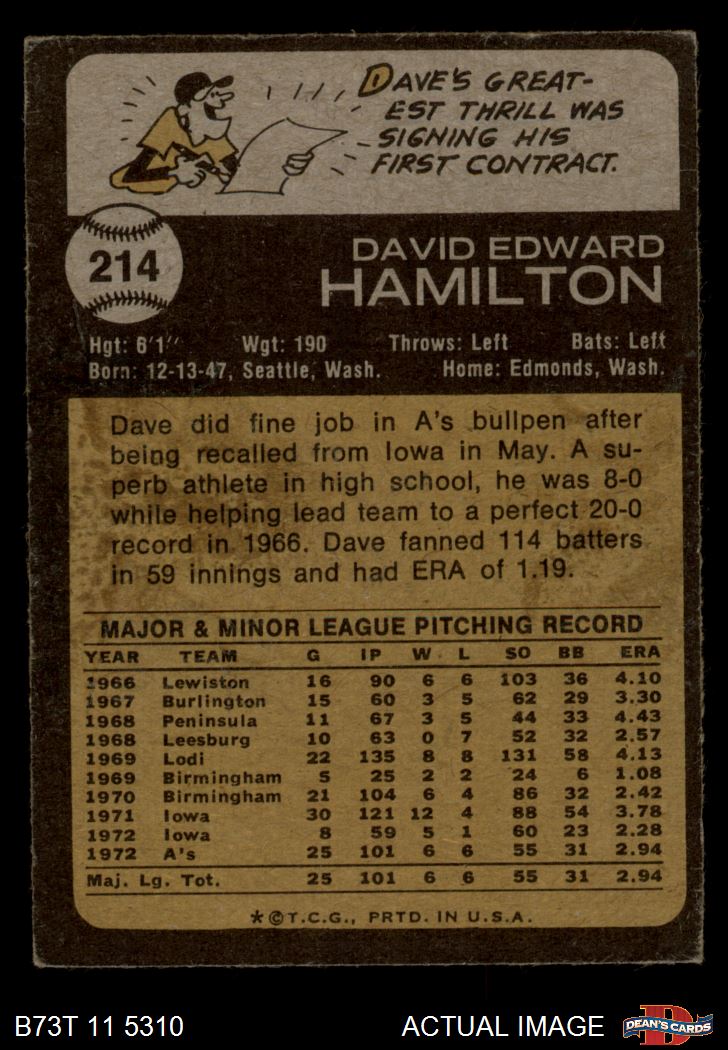 DAVE'S GREAT-
EST THRILL WAS
SIGNING HIS
FIRST CONTRACT.
214
DAVID EDWARD
HAMILTON
Hgt: 6'1" Wgt: 190 Throws: Left Bats: Left
Born: 12-13-47, Seattle, Wash. Home: Edmonds, Wash.
Dave did fine job in A's bullpen after
being recalled from Iowa in May. A su-
perb athlete in high school, he was 8-0
while helping lead team to a perfect 20-0
record in 1966. Dave fanned 114 batters
in 59 innings and had ERA of 1.19.
MAJOR & MINOR LEAGUE PITCHING RECORD
YEAR TEAM G IP W L SO BB ERA
1966 Lewiston 16 90 6 6 103 36 4.10
1967 Burlington 15 60 3 5 62 29 3.30
1968 Peninsula 11 67 3 5 44 33 4.43
1968 Leesburg 10 63 0 7 52 32 2.57
1969 Lodi 22 135 8 8 131 58 4.13
1969 Birmingham 5 25 2 2 24 6 1.08
1970 Birmingham 21 104 6 4 86 32 2.42
1971 Iowa 30 121 12 4 88 54 3.78
1972 Iowa 8 59 5 1 60 23 2.28
1972 A's 25 101 6 6 55 31 2.94
Maj. Lg. Tot. 25 101 6 6 55 31 2.94
*©T.C.G., PRTD. IN U.S.A.
B73T 11 5310 ACTUAL IMAGE
D
DEAN'S CARDS